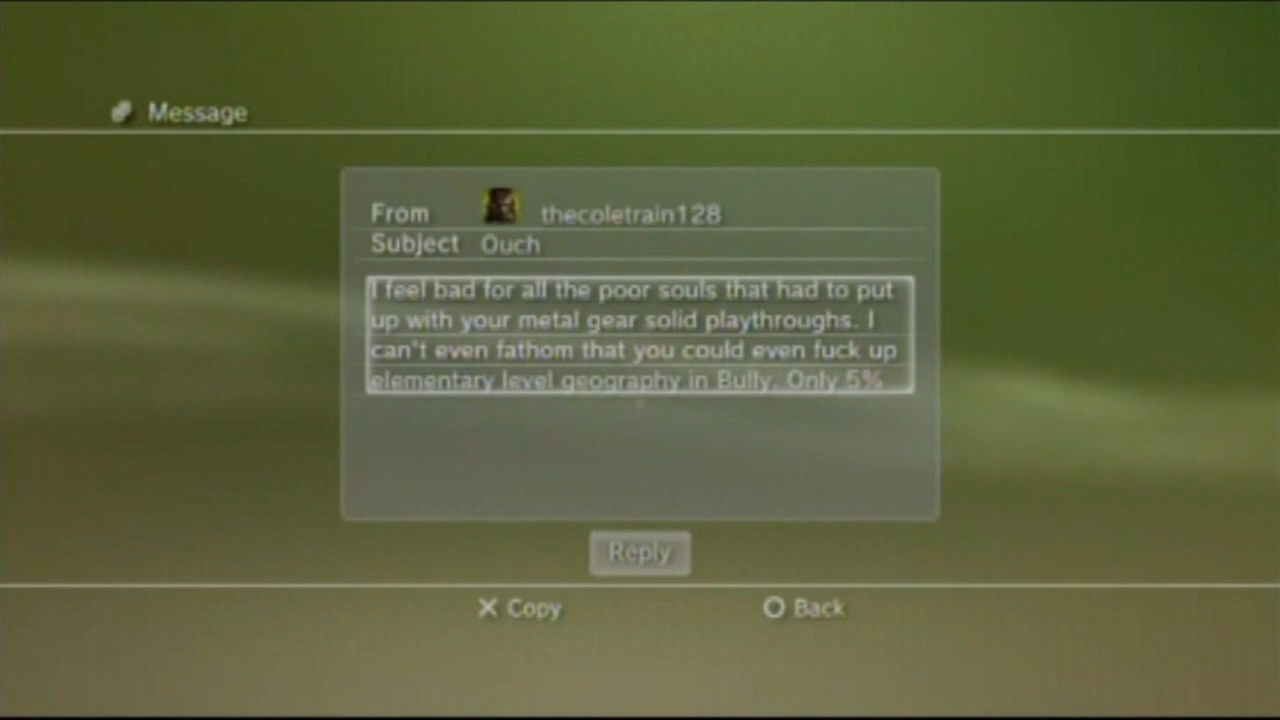 Message
From thecoletrain128
Subject Ouch
I feel bad for all the poor souls that had to put
up with your metal gear solid playthroughs. I
can't even fathom that you could even fuck up
elementary level geography in Bully. Only 5%
Reply
X Copy
O Back